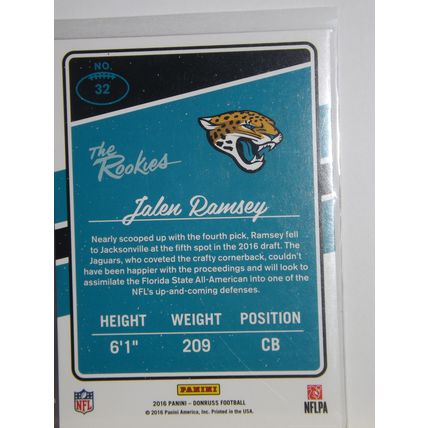 NO.
32
The
Rookies
Jalen Ramsey
Nearly scooped up with the fourth pick, Ramsey fell
to Jacksonville at the fifth spot in the 2016 draft. The
Jaguars, who coveted the crafty cornerback, couldn't
have been happier with the proceedings and will look to
assimilate the Florida State All-American into one of the
NFL's up-and-coming defenses.
HEIGHT WEIGHT POSITION
6'1" 209 CB
NFL
PANINI
NFLPA
2016 PANINI – DONRUSS FOOTBALL
© 2016 Panini America, Inc. Printed in the USA.